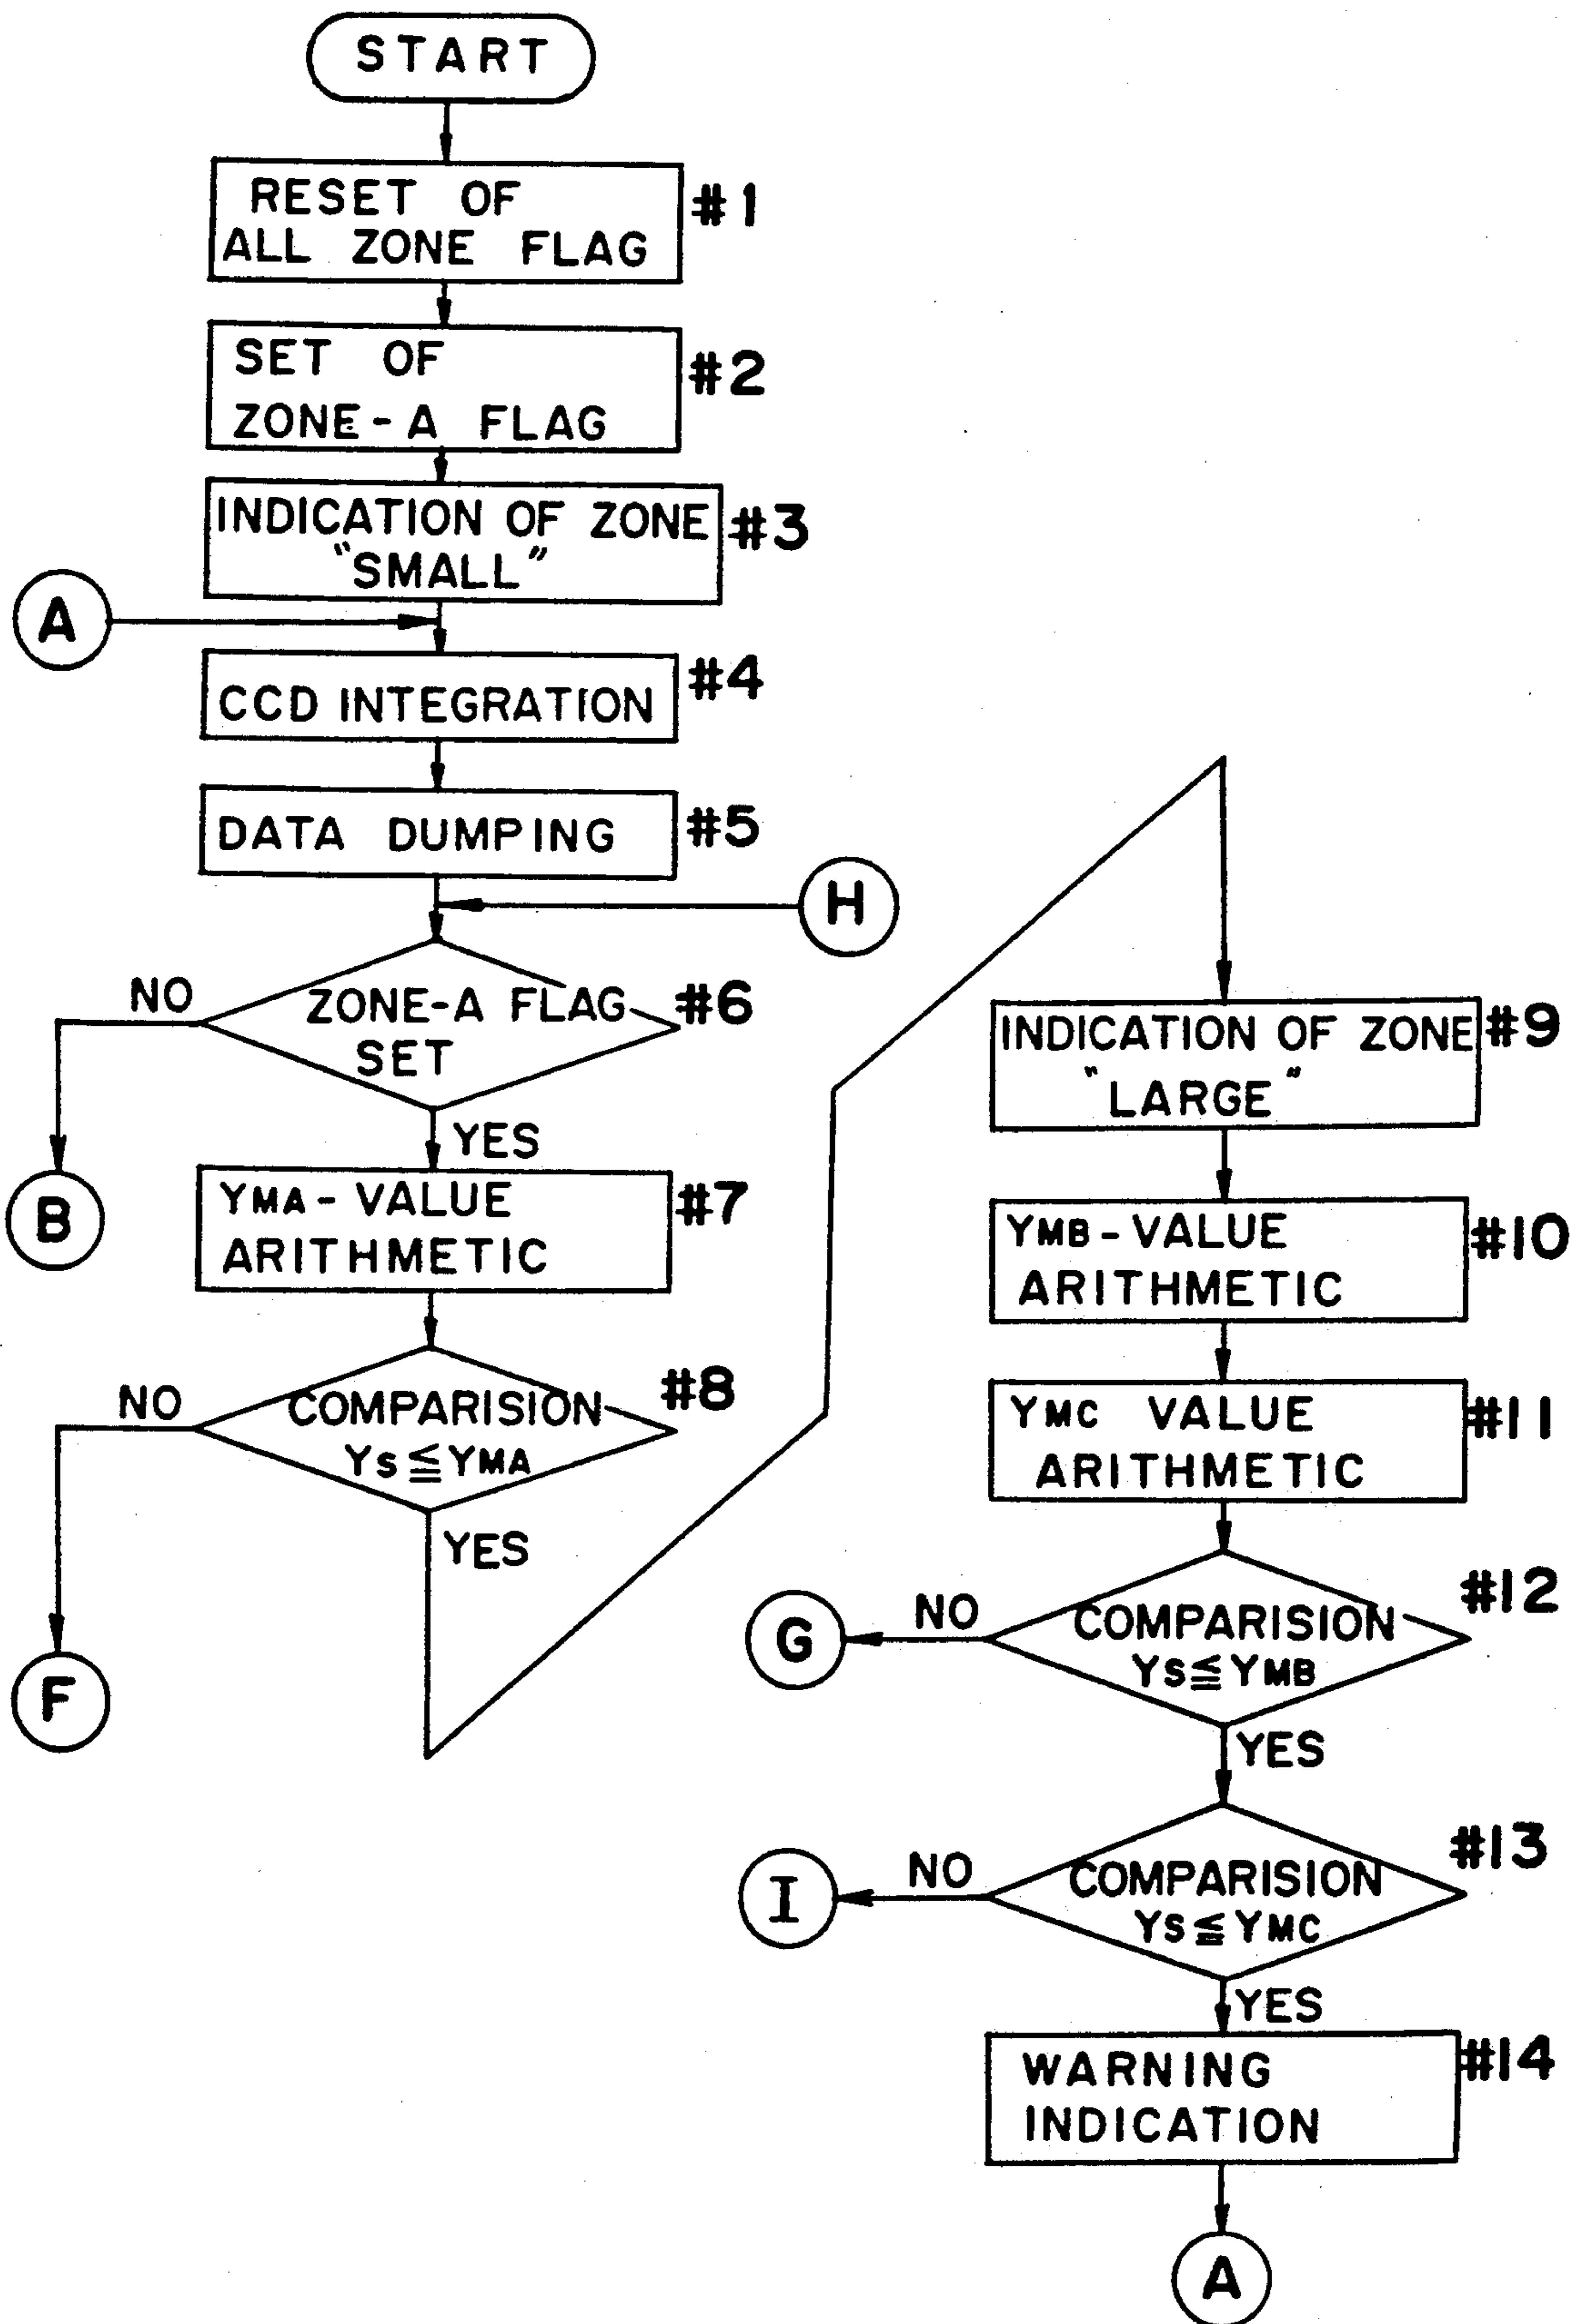 START
RESET OF
ALL ZONE FLAG
#1
SET OF
ZONE-A FLAG
#2
INDICATION OF ZONE
"SMALL"
#3
A
CCD INTEGRATION
#4
DATA DUMPING
#5
H
ZONE-A FLAG
SET
#6
NO
B
YES
YMA-VALUE
ARITHMETIC
#7
COMPARISION
YS≦YMA
#8
NO
F
YES
INDICATION OF ZONE
"LARGE"
#9
YMB-VALUE
ARITHMETIC
#10
YMC VALUE
ARITHMETIC
#11
COMPARISION
YS≦YMB
#12
NO
G
YES
COMPARISION
YS≦YMC
#13
NO
I
YES
WARNING
INDICATION
#14
A